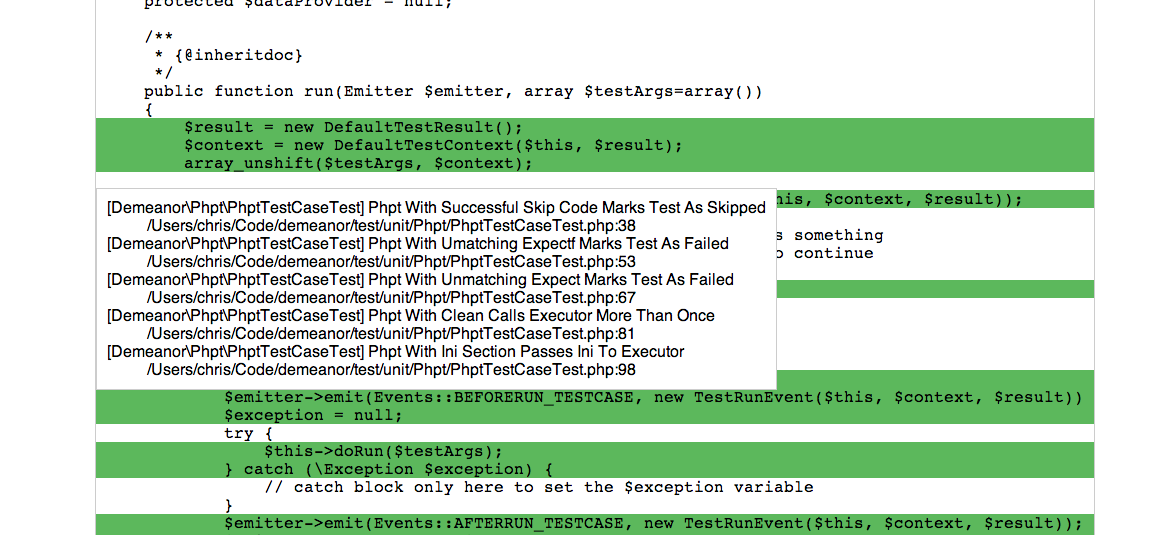 protected $dataProvider = null;
/**
* {@inheritdoc}
*/
public function run(Emitter $emitter, array $testArgs=array())
{
$result = new DefaultTestResult();
$context = new DefaultTestContext($this, $result);
array_unshift($testArgs, $context);
his, $context, $result));
[Demeanor\Phpt\PhptTestCaseTest] Phpt With Successful Skip Code Marks Test As Skipped
/Users/chris/Code/demeanor/test/unit/Phpt/PhptTestCaseTest.php:38
s something
[Demeanor\Phpt\PhptTestCaseTest] Phpt With Umatching Expectf Marks Test As Failed
o continue
/Users/chris/Code/demeanor/test/unit/Phpt/PhptTestCaseTest.php:53
[Demeanor\Phpt\PhptTestCaseTest] Phpt With Unmatching Expect Marks Test As Failed
/Users/chris/Code/demeanor/test/unit/Phpt/PhptTestCaseTest.php:67
[Demeanor\Phpt\PhptTestCaseTest] Phpt With Clean Calls Executor More Than Once
/Users/chris/Code/demeanor/test/unit/Phpt/PhptTestCaseTest.php:81
[Demeanor\Phpt\PhptTestCaseTest] Phpt With Ini Section Passes Ini To Executor
/Users/chris/Code/demeanor/test/unit/Phpt/PhptTestCaseTest.php:98
$emitter->emit(Events::BEFORERUN_TESTCASE, new TestRunEvent($this, $context, $result))
$exception = null;
try {
$this->doRun($testArgs);
} catch (\Exception $exception) {
// catch block only here to set the $exception variable
}
$emitter->emit(Events::AFTERRUN_TESTCASE, new TestRunEvent($this, $context, $result));